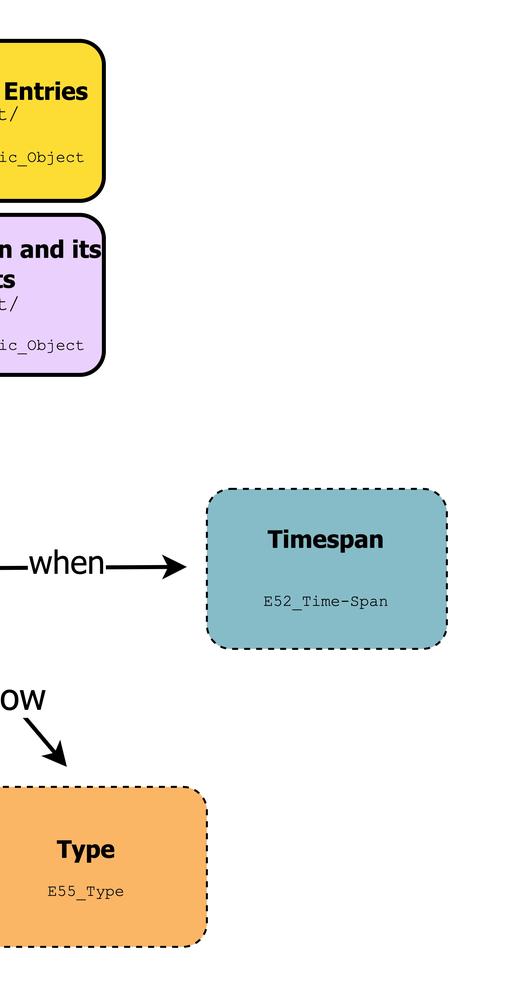 Entries
t/
ic_Object
n and its
ts
t/
ic_Object
when
Timespan
E52_Time-Span
ow
Type
E55_Type